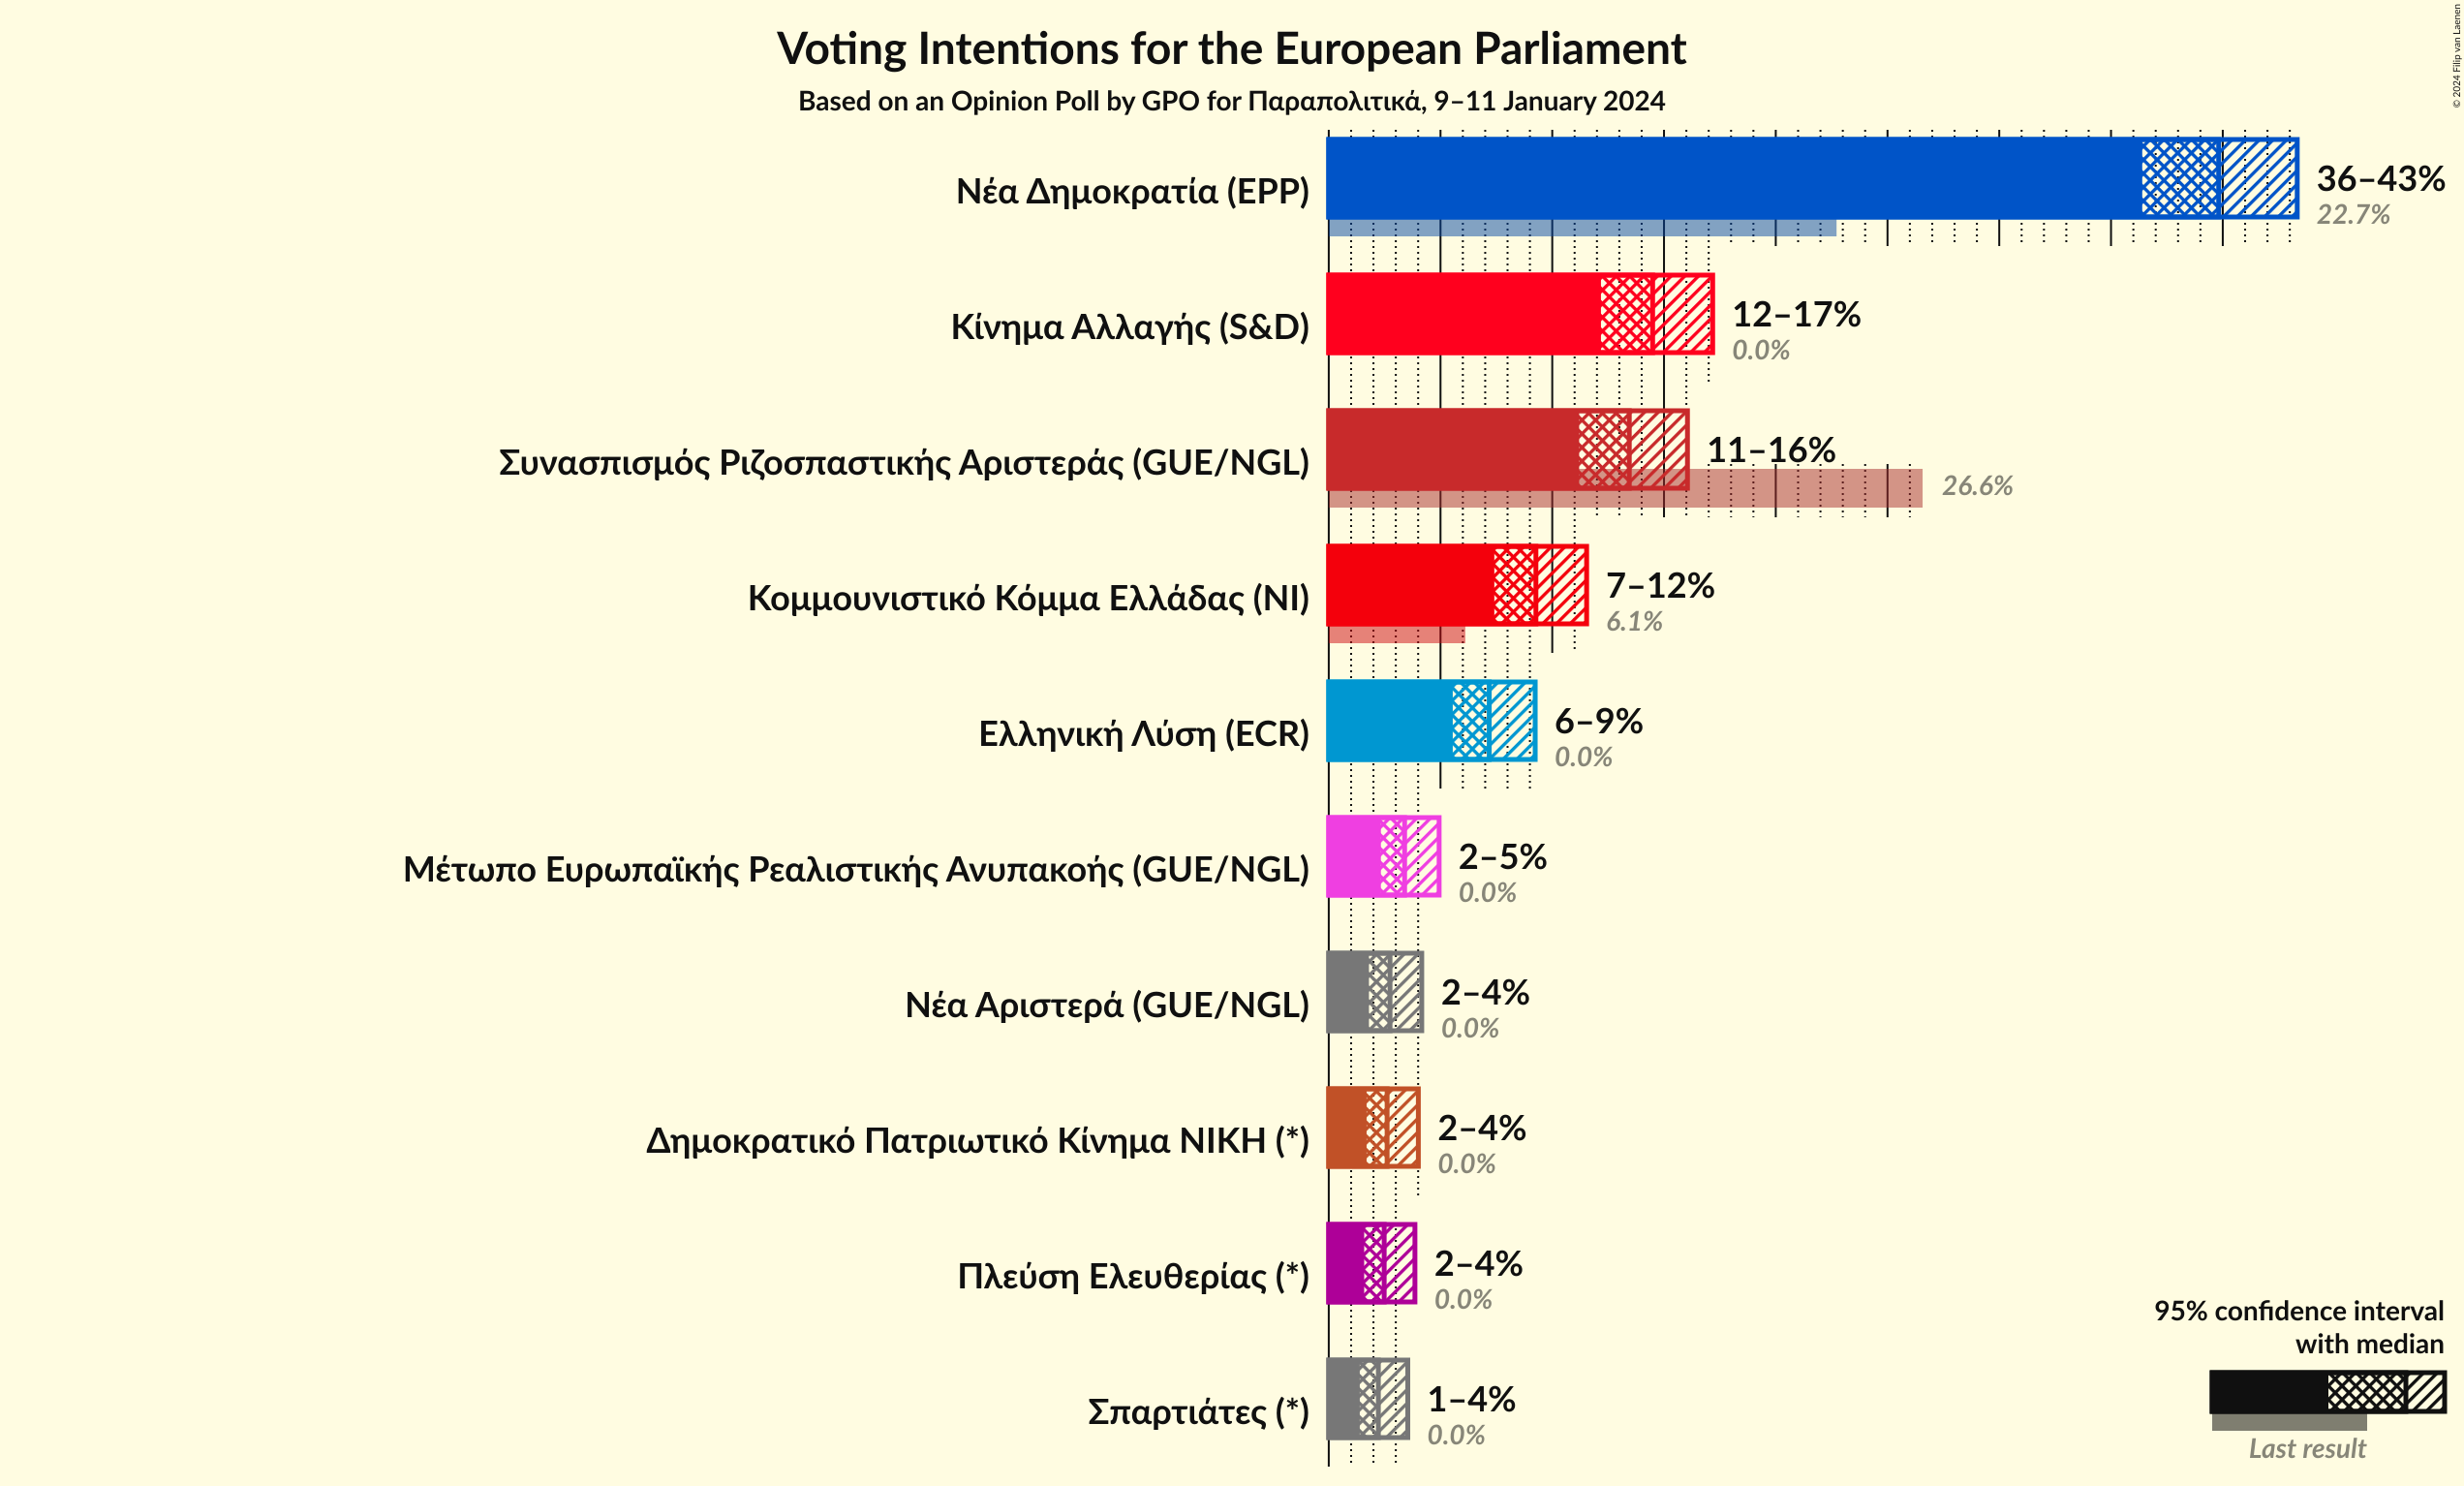 Voting Intentions for the European Parliament
Based on an Opinion Poll by GPO for Παραπολιτικά, 9–11 January 2024
© 2024 Filip van Laenen
Νέα Δημοκρατία (EPP)
36–43%
22.7%
Κίνημα Αλλαγής (S&D)
12–17%
0.0%
Συνασπισμός Ριζοσπαστικής Αριστεράς (GUE/NGL)
11–16%
26.6%
Κομμουνιστικό Κόμμα Ελλάδας (NI)
7–12%
6.1%
Ελληνική Λύση (ECR)
6–9%
0.0%
Μέτωπο Ευρωπαϊκής Ρεαλιστικής Ανυπακοής (GUE/NGL)
2–5%
0.0%
Νέα Αριστερά (GUE/NGL)
2–4%
0.0%
Δημοκρατικό Πατριωτικό Κίνημα ΝΙΚΗ (*)
2–4%
0.0%
Πλεύση Ελευθερίας (*)
2–4%
0.0%
Σπαρτιάτες (*)
1–4%
0.0%
95% confidence interval
with median
Last result